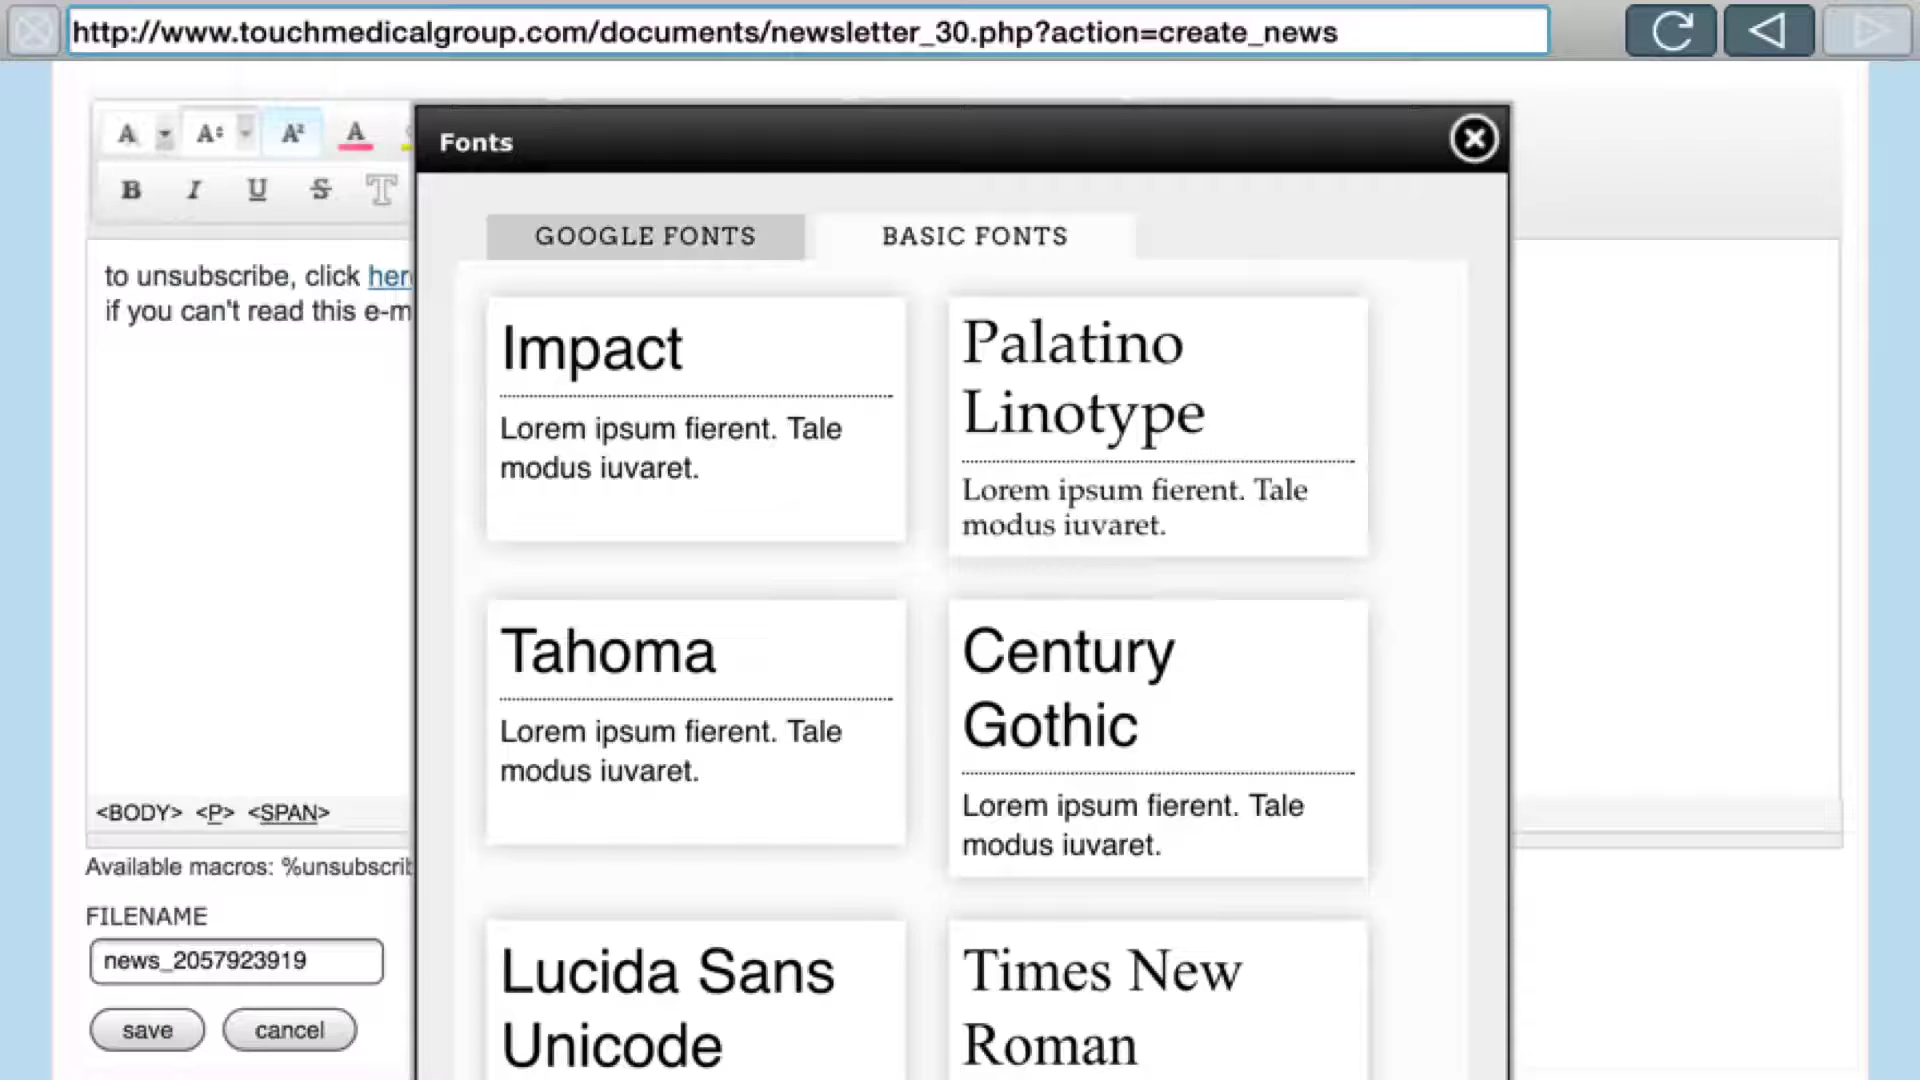 http://www.touchmedicalgroup.com/documents/newsletter_30.php?action=create_news
A A A² A
B I U S T
Fonts
GOOGLE FONTS BASIC FONTS
to unsubscribe, click here
if you can't read this e-m
Impact
Lorem ipsum fierent. Tale
modus iuvaret.
Palatino
Linotype
Lorem ipsum fierent. Tale
modus iuvaret.
Tahoma
Lorem ipsum fierent. Tale
modus iuvaret.
Century
Gothic
Lorem ipsum fierent. Tale
modus iuvaret.
Lucida Sans
Unicode
Times New
Roman
<BODY> <P> <SPAN>
Available macros: %unsubscrib
FILENAME
news_2057923919
save cancel